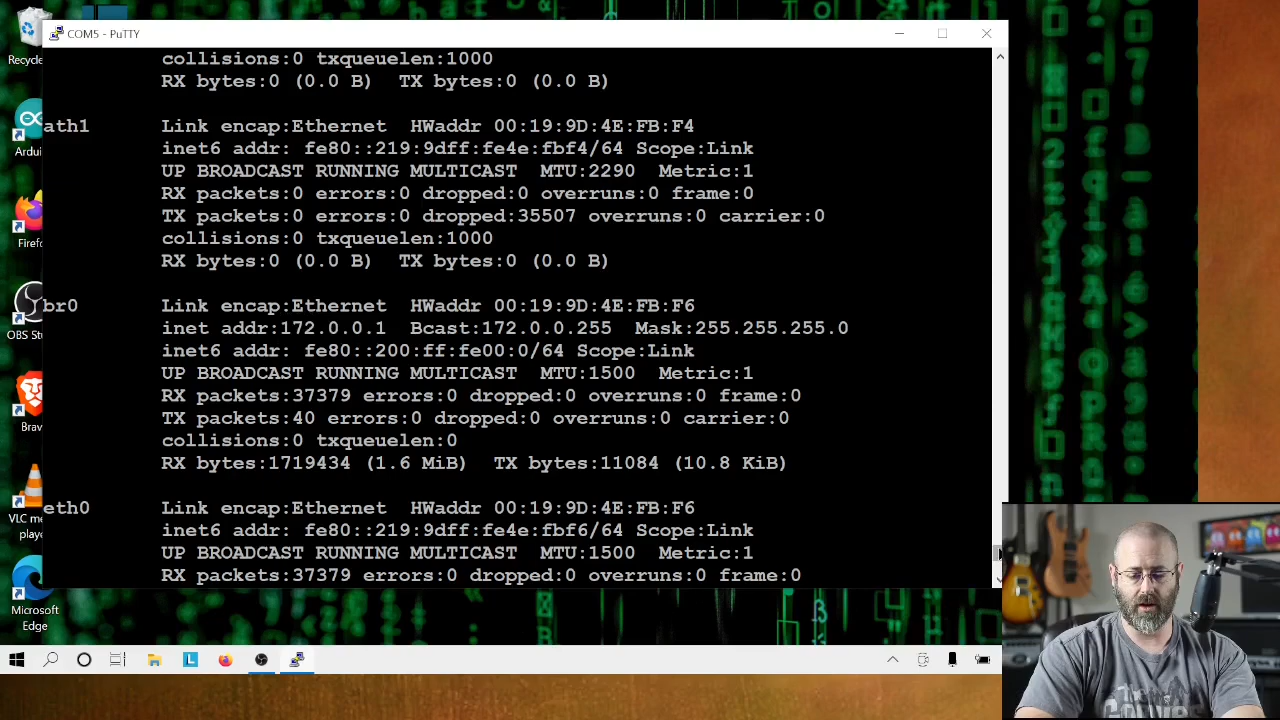 COM5 - PuTTY
collisions:0 txqueuelen:1000
RX bytes:0 (0.0 B)  TX bytes:0 (0.0 B)
ath1 Link encap:Ethernet  HWaddr 00:19:9D:4E:FB:F4
inet6 addr: fe80::219:9dff:fe4e:fbf4/64 Scope:Link
UP BROADCAST RUNNING MULTICAST  MTU:2290  Metric:1
RX packets:0 errors:0 dropped:0 overruns:0 frame:0
TX packets:0 errors:0 dropped:35507 overruns:0 carrier:0
collisions:0 txqueuelen:1000
RX bytes:0 (0.0 B)  TX bytes:0 (0.0 B)
br0 Link encap:Ethernet  HWaddr 00:19:9D:4E:FB:F6
inet addr:172.0.0.1  Bcast:172.0.0.255  Mask:255.255.255.0
inet6 addr: fe80::200:ff:fe00:0/64 Scope:Link
UP BROADCAST RUNNING MULTICAST  MTU:1500  Metric:1
RX packets:37379 errors:0 dropped:0 overruns:0 frame:0
TX packets:40 errors:0 dropped:0 overruns:0 carrier:0
collisions:0 txqueuelen:0
RX bytes:1719434 (1.6 MiB)  TX bytes:11084 (10.8 KiB)
eth0 Link encap:Ethernet  HWaddr 00:19:9D:4E:FB:F6
inet6 addr: fe80::219:9dff:fe4e:fbf6/64 Scope:Link
UP BROADCAST RUNNING MULTICAST  MTU:1500  Metric:1
RX packets:37379 errors:0 dropped:0 overruns:0 frame:0
Recycle
Ardui
Firefo
OBS Stu
Brav
VLC me
playe
Microsoft
Edge